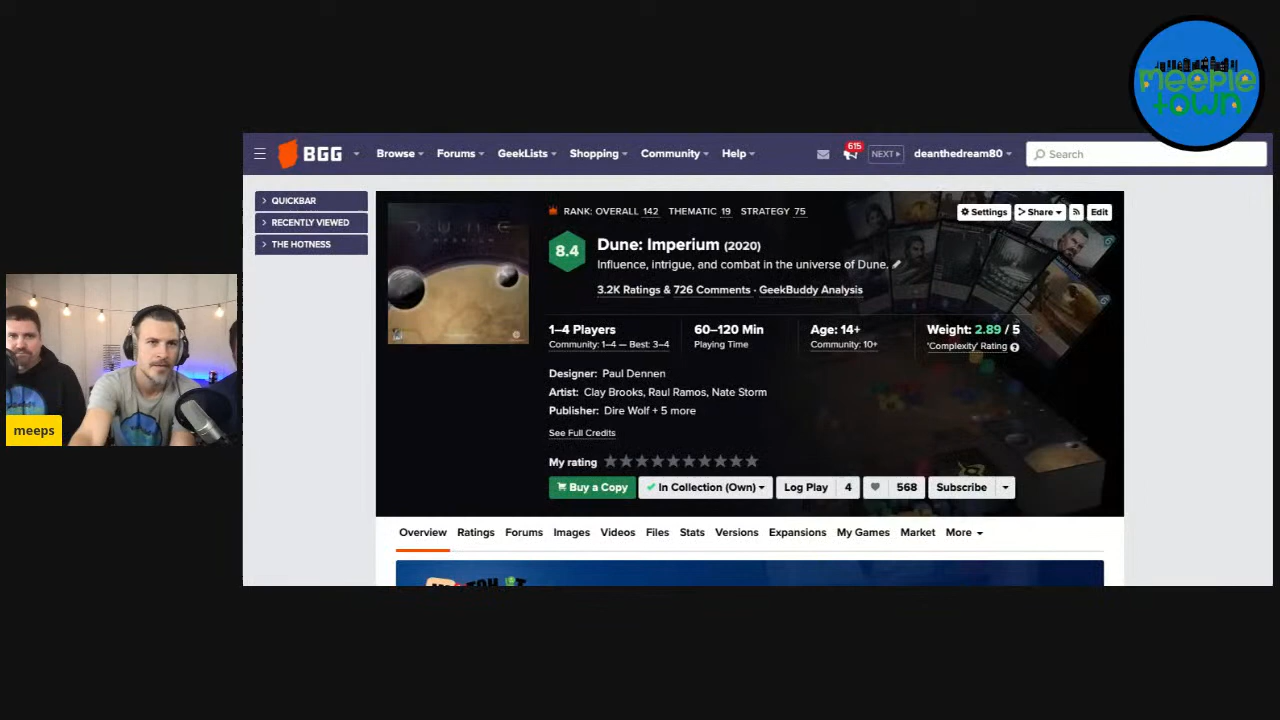 meeple
town
BGG
Browse
Forums
GeekLists
Shopping
Community
Help
615
NEXT
deanthedream80
Search
QUICKBAR
RECENTLY VIEWED
THE HOTNESS
DUNE
RANK: OVERALL 142 THEMATIC 19 STRATEGY 75
Settings
Share
Edit
8.4
Dune: Imperium (2020)
Influence, intrigue, and combat in the universe of Dune.
3.2K Ratings & 726 Comments · GeekBuddy Analysis
1–4 Players
Community: 1–4 — Best: 3–4
60–120 Min
Playing Time
Age: 14+
Community: 10+
Weight: 2.89 / 5
'Complexity' Rating
Designer: Paul Dennen
Artist: Clay Brooks, Raul Ramos, Nate Storm
Publisher: Dire Wolf + 5 more
See Full Credits
My rating
Buy a Copy
In Collection (Own)
Log Play 4
568
Subscribe
meeps
Overview
Ratings
Forums
Images
Videos
Files
Stats
Versions
Expansions
My Games
Market
More